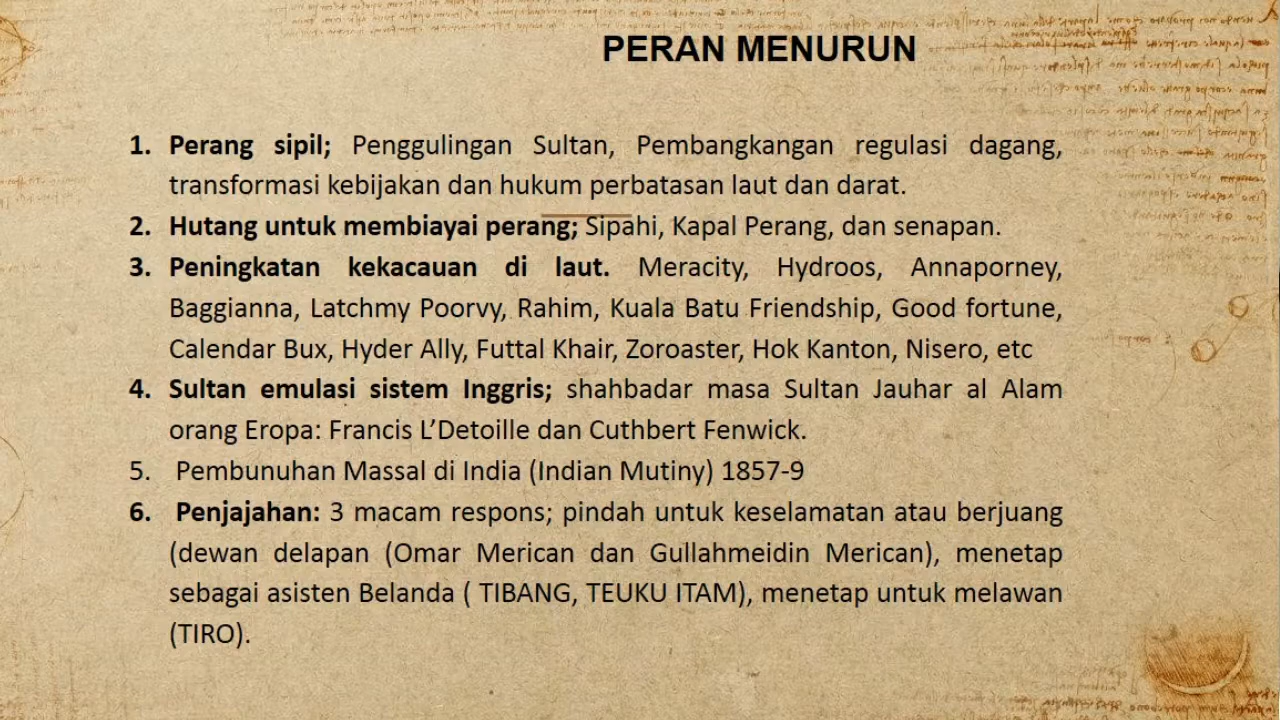 PERAN MENURUN
1. Perang sipil; Penggulingan Sultan, Pembangkangan regulasi dagang,
transformasi kebijakan dan hukum perbatasan laut dan darat.
2. Hutang untuk membiayai perang; Sipahi, Kapal Perang, dan senapan.
3. Peningkatan kekacauan di laut. Meracity, Hydroos, Annaporney,
Baggianna, Latchmy Poorvy, Rahim, Kuala Batu Friendship, Good fortune,
Calendar Bux, Hyder Ally, Futtal Khair, Zoroaster, Hok Kanton, Nisero, etc
4. Sultan emulasi sistem Inggris; shahbadar masa Sultan Jauhar al Alam
orang Eropa: Francis L’Detoille dan Cuthbert Fenwick.
5. Pembunuhan Massal di India (Indian Mutiny) 1857-9
6. Penjajahan: 3 macam respons; pindah untuk keselamatan atau berjuang
(dewan delapan (Omar Merican dan Gullahmeidin Merican), menetap
sebagai asisten Belanda ( TIBANG, TEUKU ITAM), menetap untuk melawan
(TIRO).